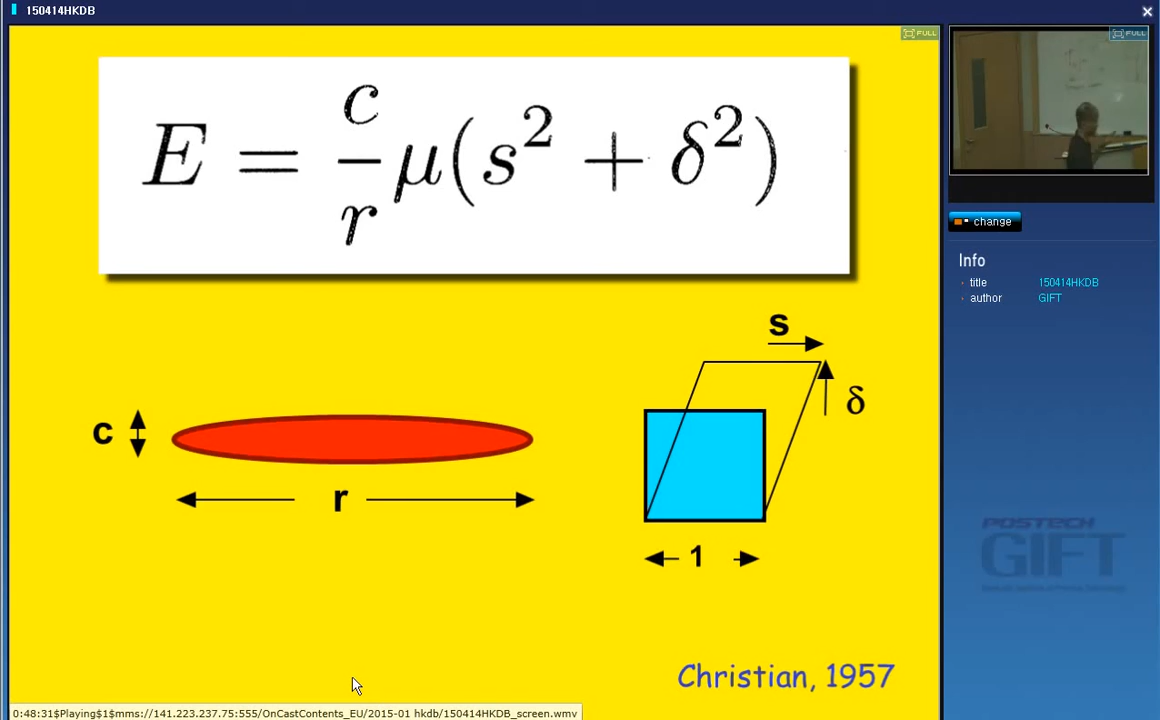 150414HKDB
FULL
FULL
E = c/r μ(s² + δ²)
change
Info
title 150414HKDB
author GIFT
s
δ
c
r
1
POSTECH
GIFT
Christian, 1957
0:48:31$Playing$1$mms://141.223.237.75:555/OnCastContents_EU/2015-01 hkdb/150414HKDB_screen.wmv